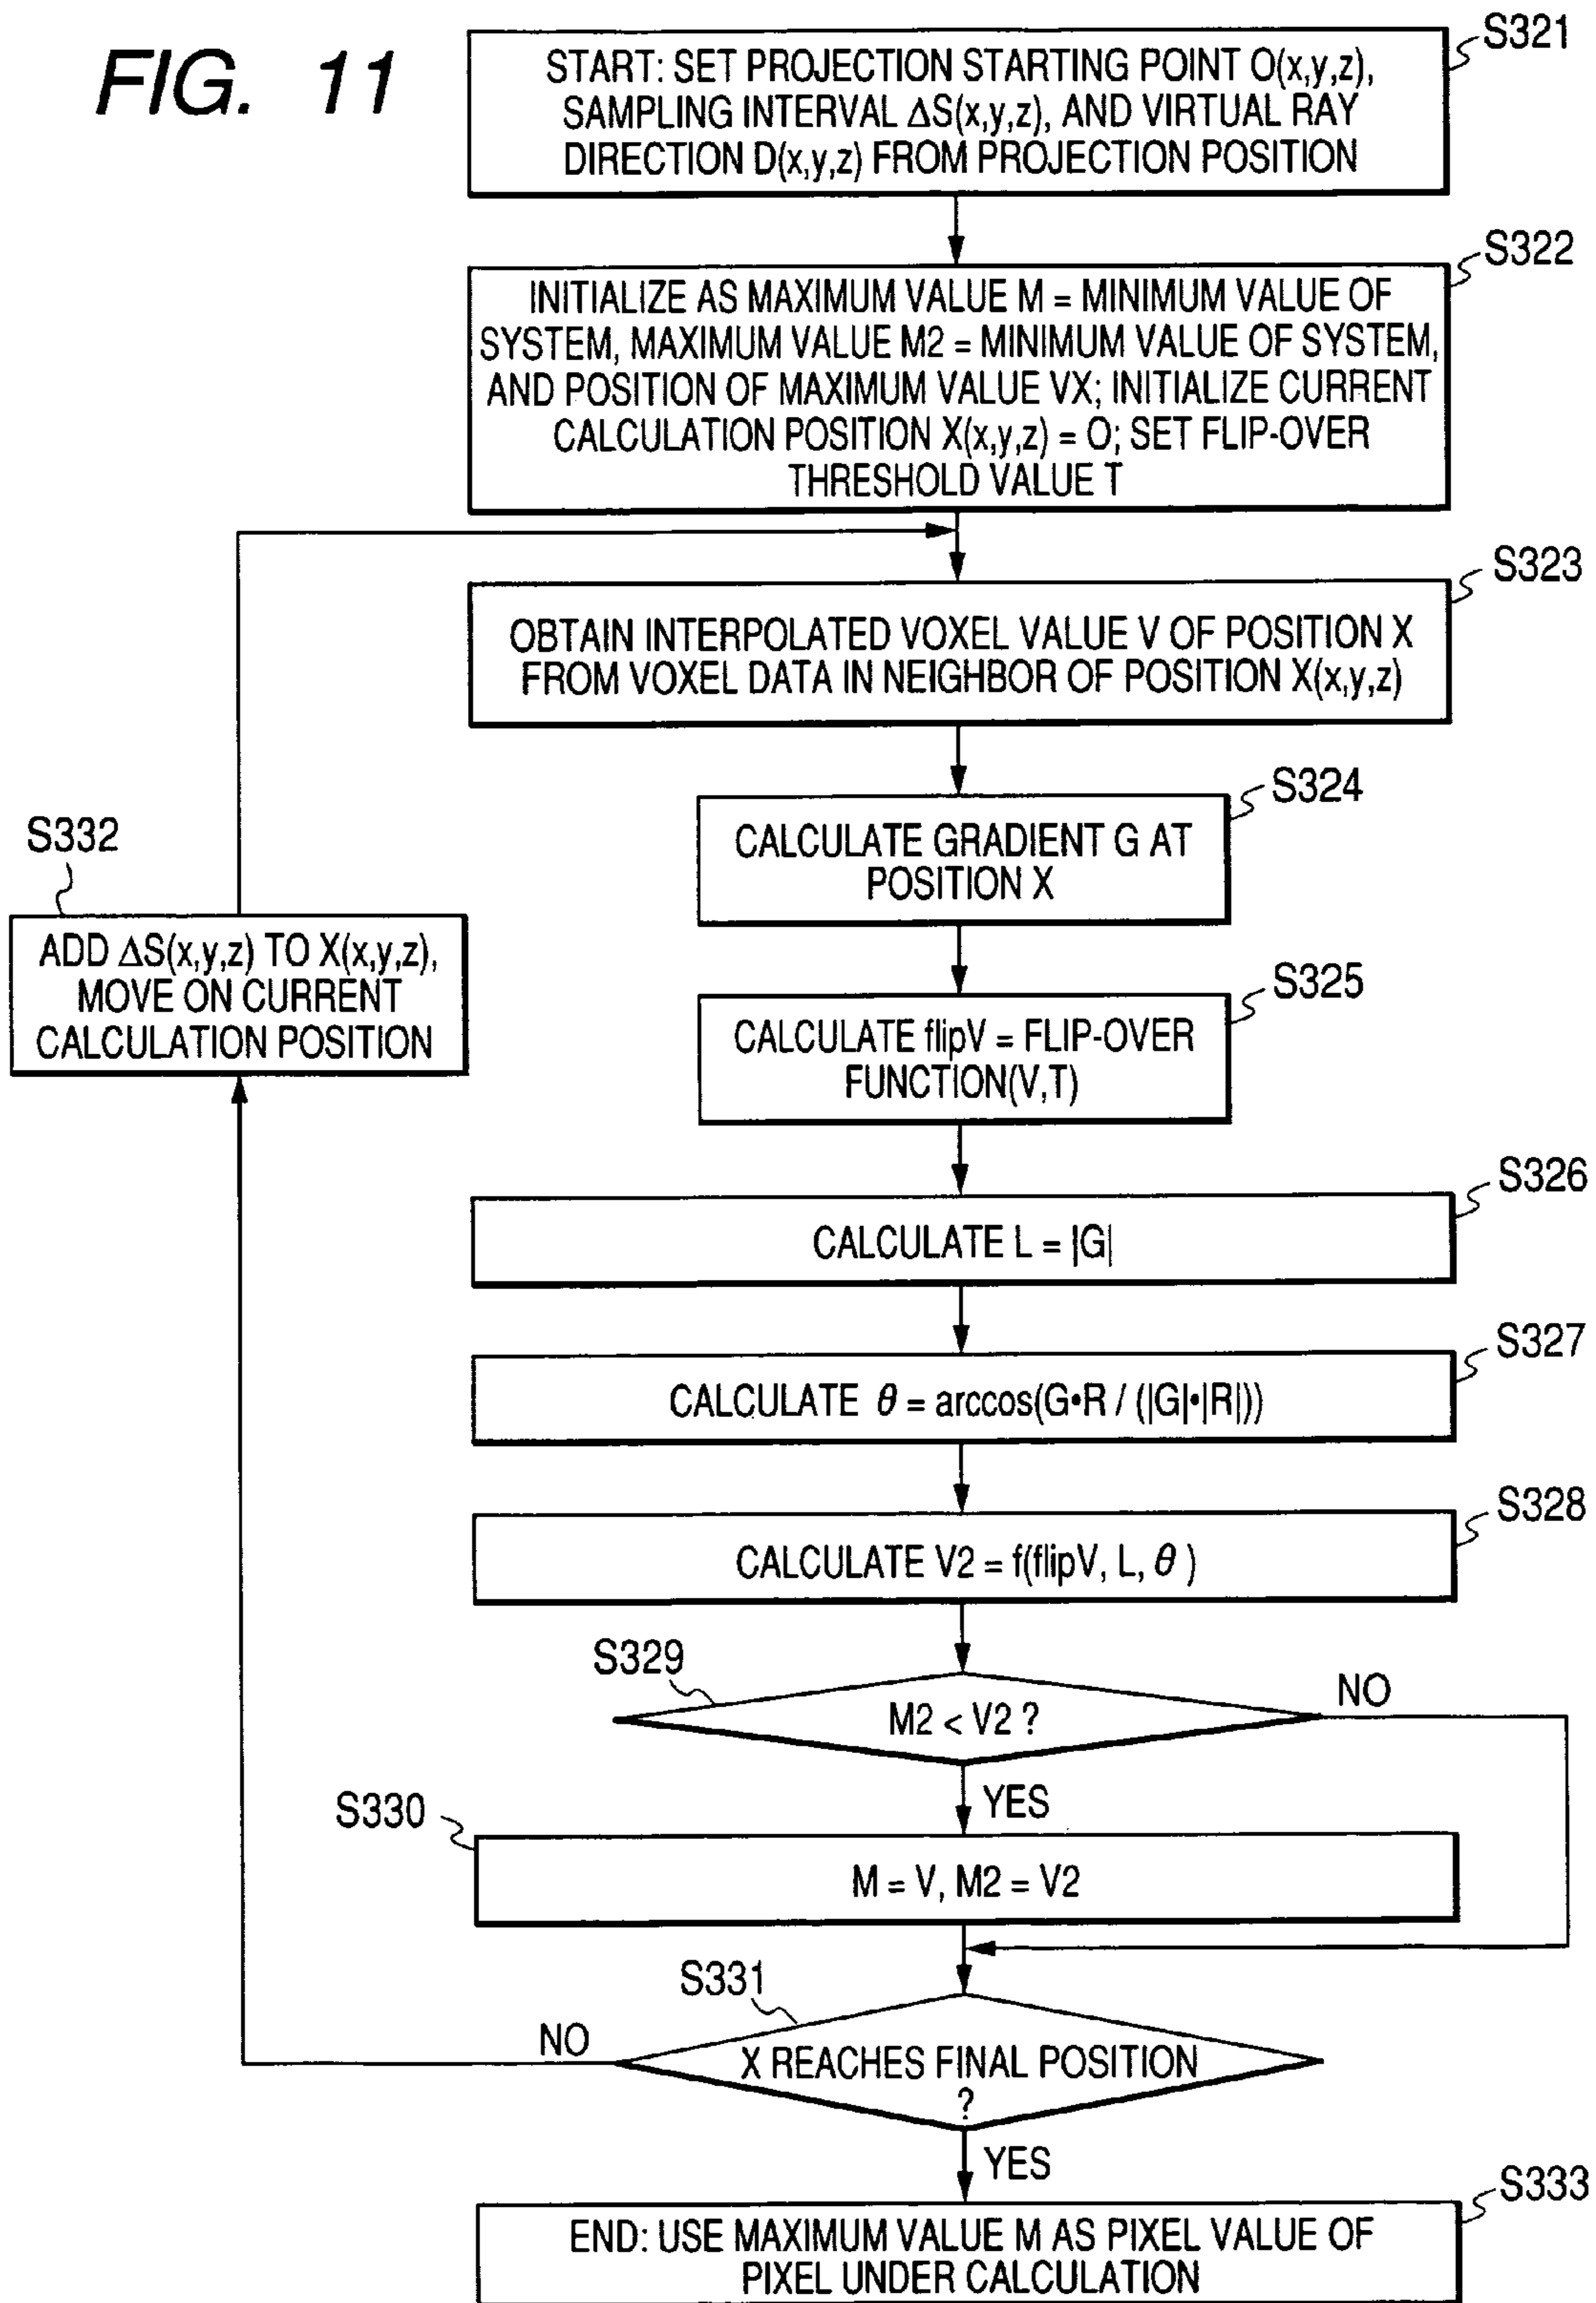 FIG. 11
S321
START: SET PROJECTION STARTING POINT O(x,y,z),
SAMPLING INTERVAL ΔS(x,y,z), AND VIRTUAL RAY
DIRECTION D(x,y,z) FROM PROJECTION POSITION
S322
INITIALIZE AS MAXIMUM VALUE M = MINIMUM VALUE OF
SYSTEM, MAXIMUM VALUE M2 = MINIMUM VALUE OF SYSTEM,
AND POSITION OF MAXIMUM VALUE VX; INITIALIZE CURRENT
CALCULATION POSITION X(x,y,z) = O; SET FLIP-OVER
THRESHOLD VALUE T
S323
OBTAIN INTERPOLATED VOXEL VALUE V OF POSITION X
FROM VOXEL DATA IN NEIGHBOR OF POSITION X(x,y,z)
S324
CALCULATE GRADIENT G AT
POSITION X
S332
ADD ΔS(x,y,z) TO X(x,y,z),
MOVE ON CURRENT
CALCULATION POSITION
S325
CALCULATE flipV = FLIP-OVER
FUNCTION(V,T)
S326
CALCULATE L = |G|
S327
CALCULATE θ = arccos(G•R / (|G|•|R|))
S328
CALCULATE V2 = f(flipV, L, θ )
S329
M2 < V2 ?
NO
YES
S330
M = V, M2 = V2
S331
NO
X REACHES FINAL POSITION
?
YES
S333
END: USE MAXIMUM VALUE M AS PIXEL VALUE OF
PIXEL UNDER CALCULATION